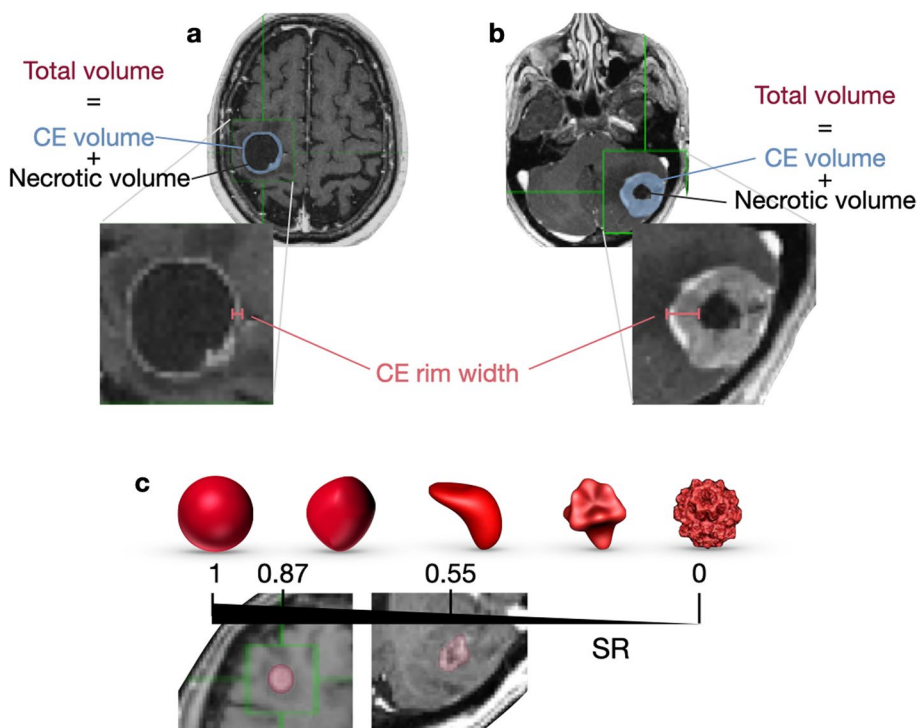 a
Total volume
=
CE volume
+
Necrotic volume
b
Total volume
=
CE volume
+
Necrotic volume
CE rim width
c
1 0.87 0.55 0
SR